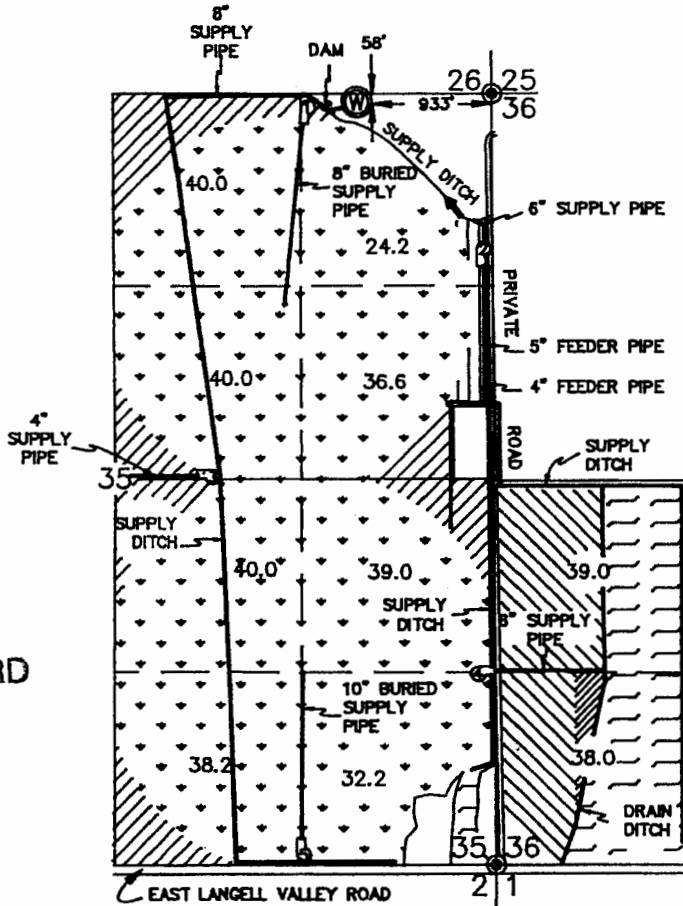 8"
SUPPLY
PIPE
DAM
58'
26 25
36
W
933'
SUPPLY DITCH
40.0
8" BURIED
SUPPLY
PIPE
6" SUPPLY PIPE
24.2
PRIVATE
5" FEEDER PIPE
40.0
36.6
4" FEEDER PIPE
4"
SUPPLY
PIPE
ROAD
SUPPLY
DITCH
35
SUPPLY
DITCH
40.0
39.0
39.0
SUPPLY
DITCH
8" SUPPLY
PIPE
RD
10" BURIED
SUPPLY
PIPE
38.2
32.2
38.0
DRAIN
DITCH
35 36
2 1
EAST LANGELL VALLEY ROAD